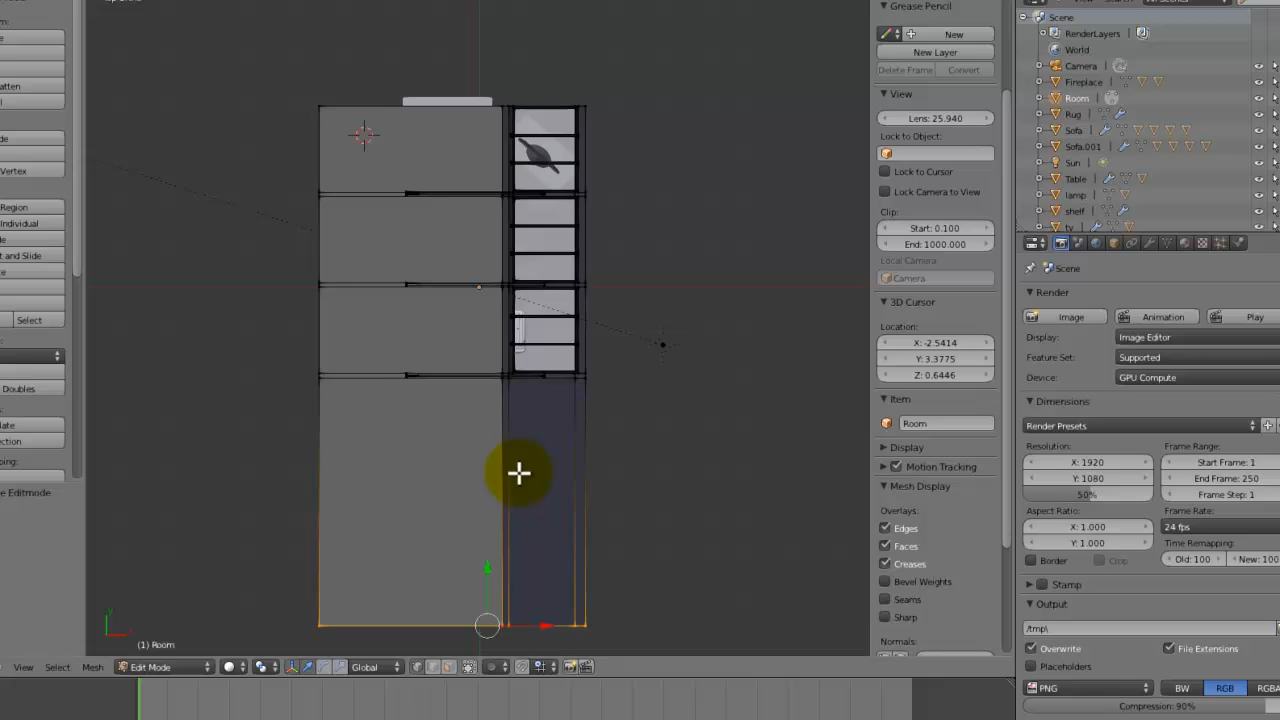 Grease Pencil
New
New Layer
Delete Frame Convert
View
Lens: 25.940
Lock to Object:
Lock to Cursor
Lock Camera to View
Clip:
Start: 0.100
End: 1000.000
Local Camera
Camera
3D Cursor
Location:
X: -2.5414
Y: 3.3775
Z: 0.6446
Item
Room
Display
Motion Tracking
Mesh Display
Overlays:
Edges
Faces
Creases
Bevel Weights
Seams
Sharp
Normals:
Scene
RenderLayers
World
Camera
Fireplace
Room
Rug
Sofa
Sofa.001
Sun
Table
lamp
shelf
tv
Scene
Render
Image Animation Play
Display: Image Editor
Feature Set: Supported
Device: GPU Compute
Dimensions
Render Presets
Resolution: Frame Range:
X: 1920 Start Frame: 1
Y: 1080 End Frame: 250
50% Frame Step: 1
Aspect Ratio: Frame Rate:
X: 1.000 24 fps
Y: 1.000 Time Remapping:
Border Crop Old: 100 New: 100
Stamp
Output
/tmp\
Overwrite File Extensions
Placeholders
PNG BW RGB RGBA
Compression: 90%
Vertex
Region
Individual
and Slide
Select
Doubles
e Editmode
(1) Room
View Select Mesh Edit Mode Global